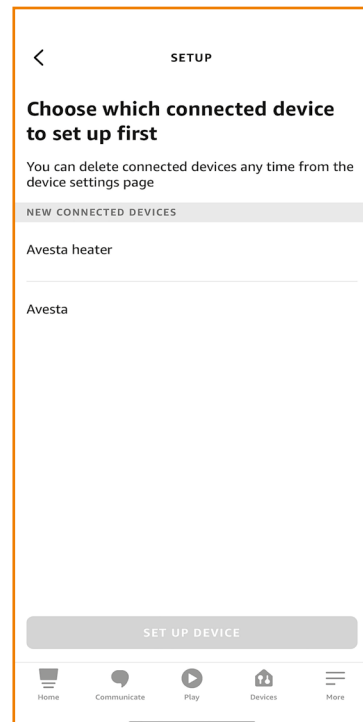 SETUP
Choose which connected device
to set up first
You can delete connected devices any time from the
device settings page
NEW CONNECTED DEVICES
Avesta heater
Avesta
SET UP DEVICE
Home Communicate Play Devices More